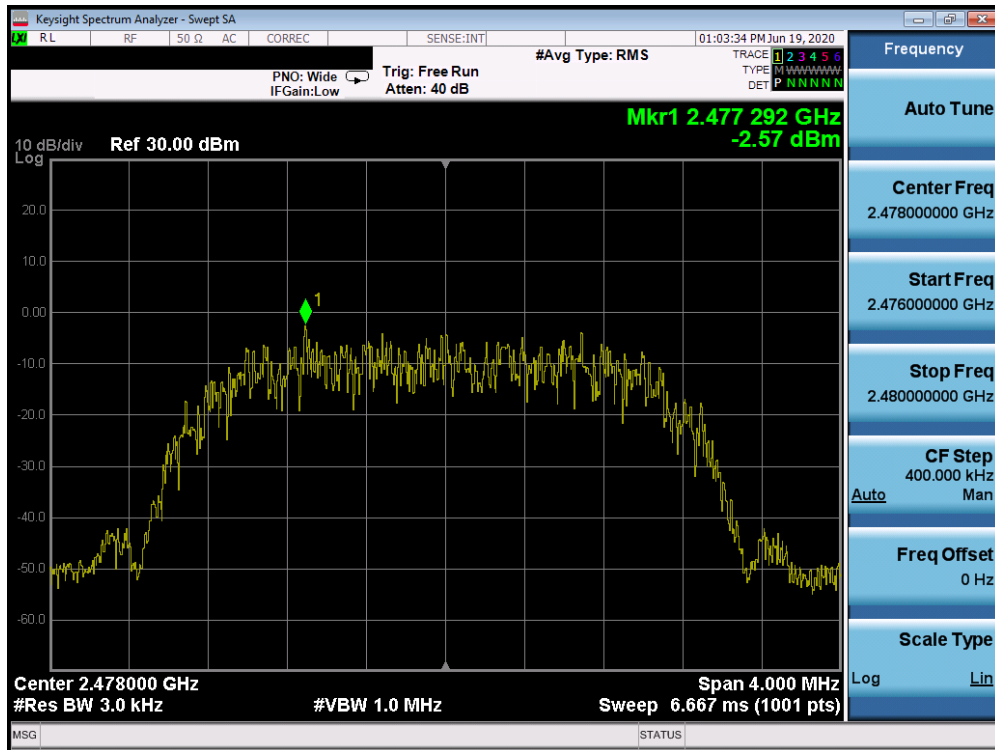 Keysight Spectrum Analyzer - Swept SA
LXI RL RF 50 Ω AC CORREC SENSE:INT 01:03:34 PM Jun 19, 2020
#Avg Type: RMS
TRACE 1 2 3 4 5 6
TYPE M WWWWW
DET P N N N N N
PNO: Wide
IFGain:Low
Trig: Free Run
Atten: 40 dB
Mkr1 2.477 292 GHz
-2.57 dBm
10 dB/div Ref 30.00 dBm
Log
20.0
10.0
0.00
-10.0
-20.0
-30.0
-40.0
-50.0
-60.0
1
Center 2.478000 GHz Span 4.000 MHz
#Res BW 3.0 kHz #VBW 1.0 MHz Sweep 6.667 ms (1001 pts)
MSG STATUS
Frequency
Auto Tune
Center Freq
2.478000000 GHz
Start Freq
2.476000000 GHz
Stop Freq
2.480000000 GHz
CF Step
400.000 kHz
Auto Man
Freq Offset
0 Hz
Scale Type
Log Lin